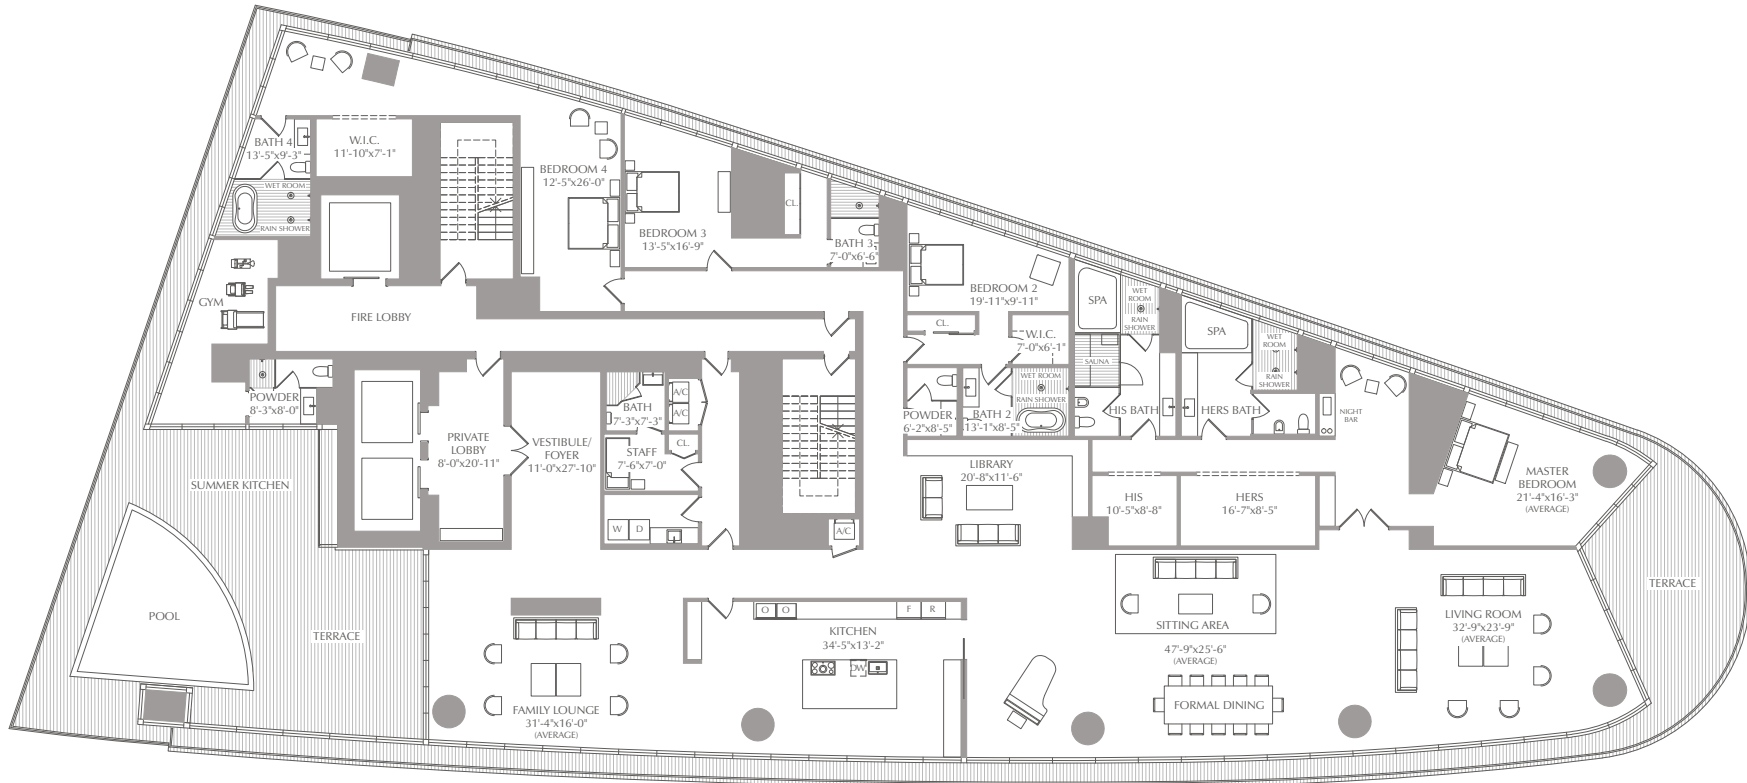 BATH 4
13'-5"x9'-3"
W.I.C.
11'-10"x7'-1"
WET ROOM
RAIN SHOWER
BEDROOM 4
12'-5"x26'-0"
BEDROOM 3
13'-5"x16'-9"
CL.
BATH 3
7'-0"x6'-6"
GYM
FIRE LOBBY
BEDROOM 2
19'-11"x9'-11"
CL.
W.I.C.
7'-0"x6'-1"
SPA
WET
ROOM
RAIN
SHOWER
SAUNA
SPA
WET
ROOM
RAIN
SHOWER
POWDER
8'-3"x8'-0"
BATH
7'-3"x7'-3"
A/C
A/C
POWDER
6'-2"x8'-5"
BATH 2
13'-1"x8'-5"
WET ROOM
RAIN SHOWER
HIS BATH
HERS BATH
NIGHT
BAR
PRIVATE
LOBBY
8'-0"x20'-11"
VESTIBULE/
FOYER
11'-0"x27'-10"
CL.
STAFF
7'-6"x7'-0"
SUMMER KITCHEN
LIBRARY
20'-8"x11'-6"
HIS
10'-5"x8'-8"
HERS
16'-7"x8'-5"
MASTER
BEDROOM
21'-4"x16'-3"
(AVERAGE)
W
D
A/C
POOL
TERRACE
TERRACE
O
O
F
R
KITCHEN
34'-5"x13'-2"
DW
SITTING AREA
47'-9"x25'-6"
(AVERAGE)
LIVING ROOM
32'-9"x23'-9"
(AVERAGE)
FAMILY LOUNGE
31'-4"x16'-0"
(AVERAGE)
FORMAL DINING